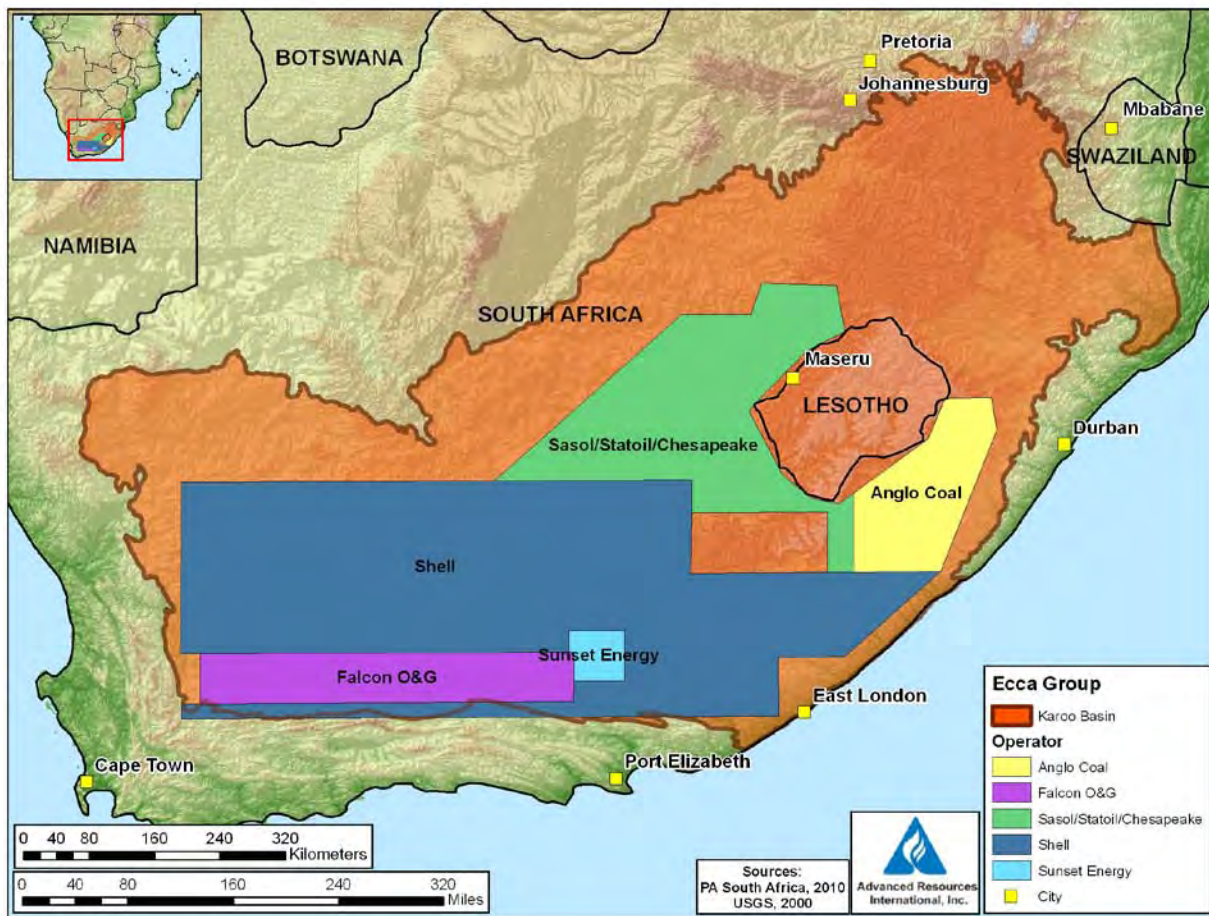 Pretoria
BOTSWANA
Johannesburg
Mbabane
SWAZILAND
NAMIBIA
SOUTH AFRICA
Maseru
LESOTHO
Durban
Sasol/Statoil/Chesapeake
Anglo Coal
Shell
Sunset Energy
Falcon O&G
East London
Port Elizabeth
Cape Town
Ecca Group
Karoo Basin
Operator
Anglo Coal
Falcon O&G
Sasol/Statoil/Chesapeake
Shell
Sunset Energy
City
0 40 80 160 240 320
Kilometers
0 40 80 160 240 320
Miles
Sources:
PA South Africa, 2010
USGS, 2000
Advanced Resources
International, Inc.